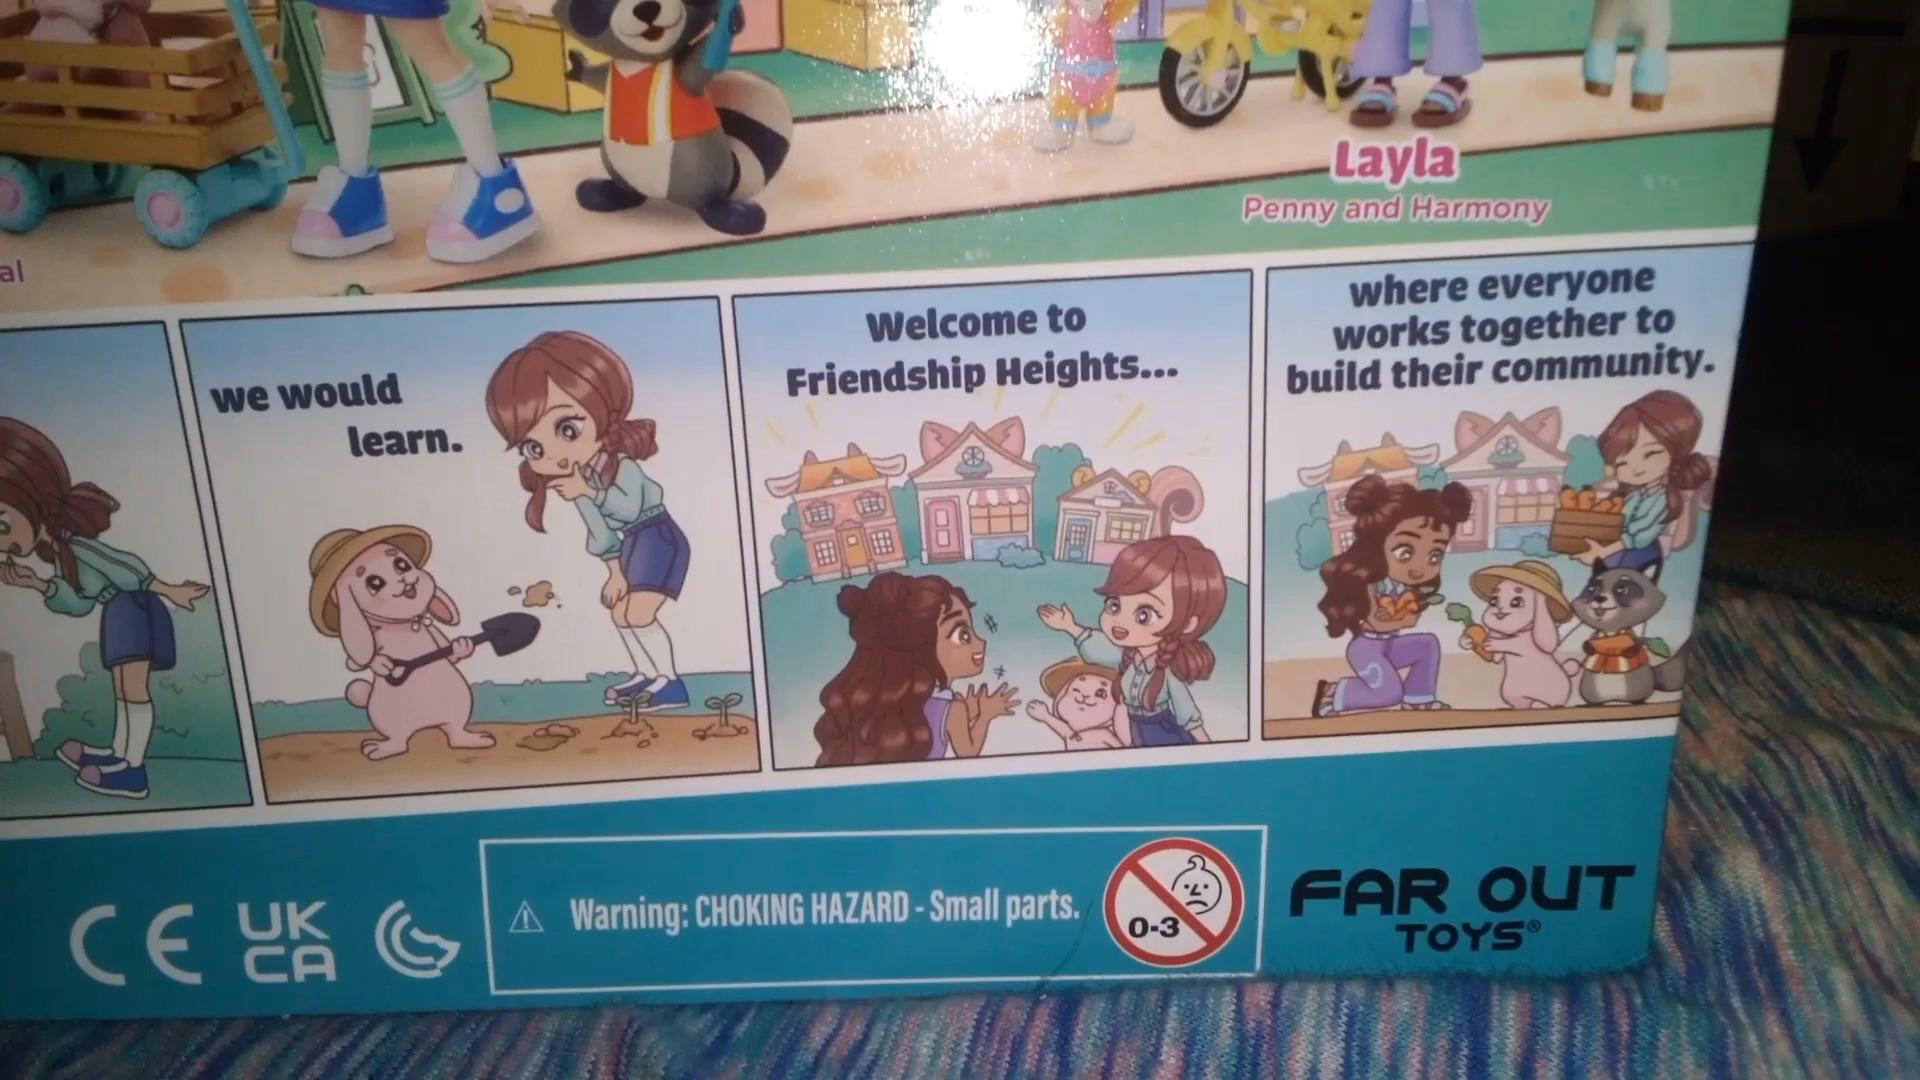 Layla
Penny and Harmony
al
we would
learn.
Welcome to
Friendship Heights...
where everyone
works together to
build their community.
CE
UK
CA
Warning: CHOKING HAZARD - Small parts.
0-3
FAR OUT
TOYS®